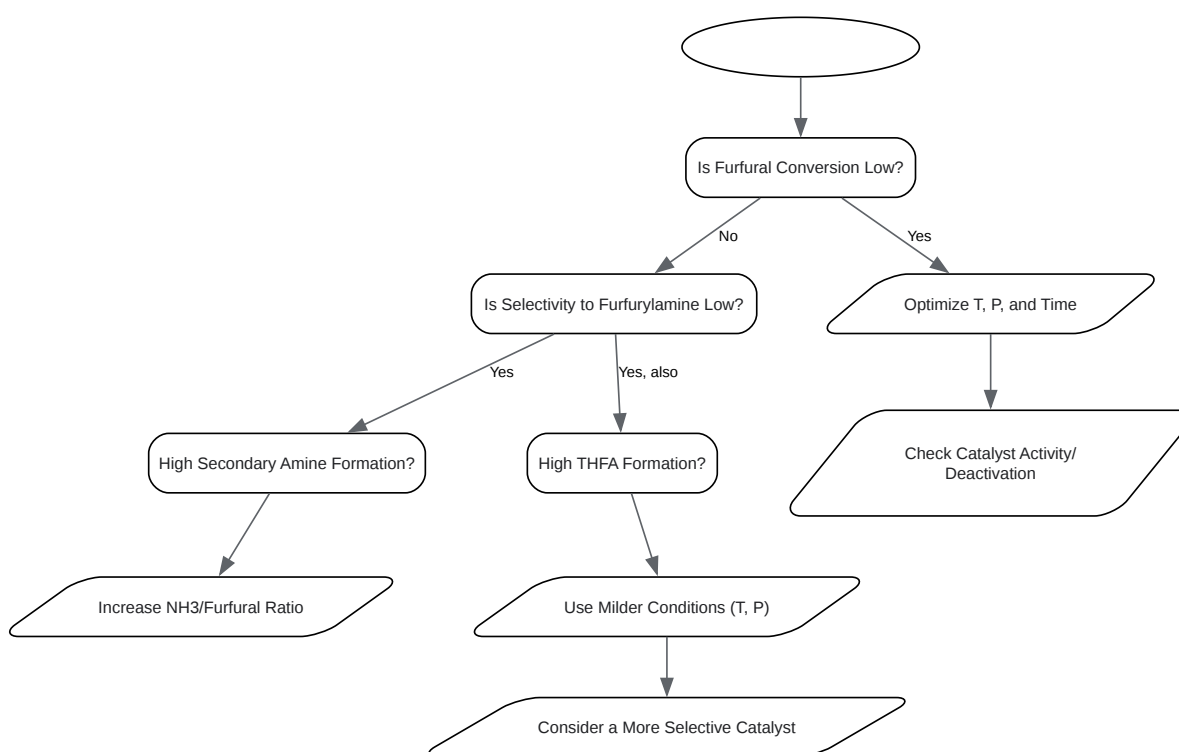 Is Furfural Conversion Low?
No
Yes
Is Selectivity to Furfurylamine Low?
Optimize T, P, and Time
Yes
Yes, also
Check Catalyst Activity/
Deactivation
High Secondary Amine Formation?
High THFA Formation?
Increase NH3/Furfural Ratio
Use Milder Conditions (T, P)
Consider a More Selective Catalyst